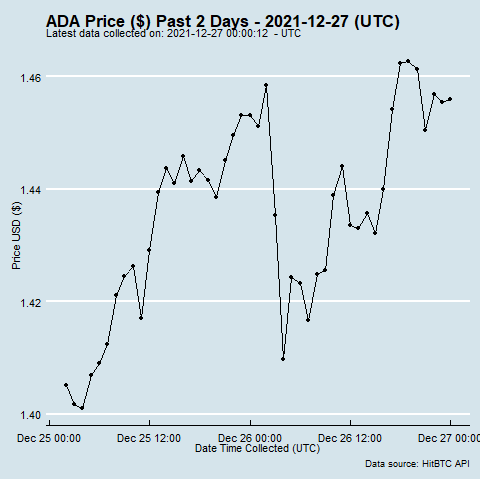 ADA Price ($) Past 2 Days - 2021-12-27 (UTC)
Latest data collected on: 2021-12-27 00:00:12 - UTC
1.46
1.44
1.42
1.40
Price USD ($)
Dec 25 00:00 Dec 25 12:00 Dec 26 00:00 Dec 26 12:00 Dec 27 00:00
Date Time Collected (UTC)
Data source: HitBTC API